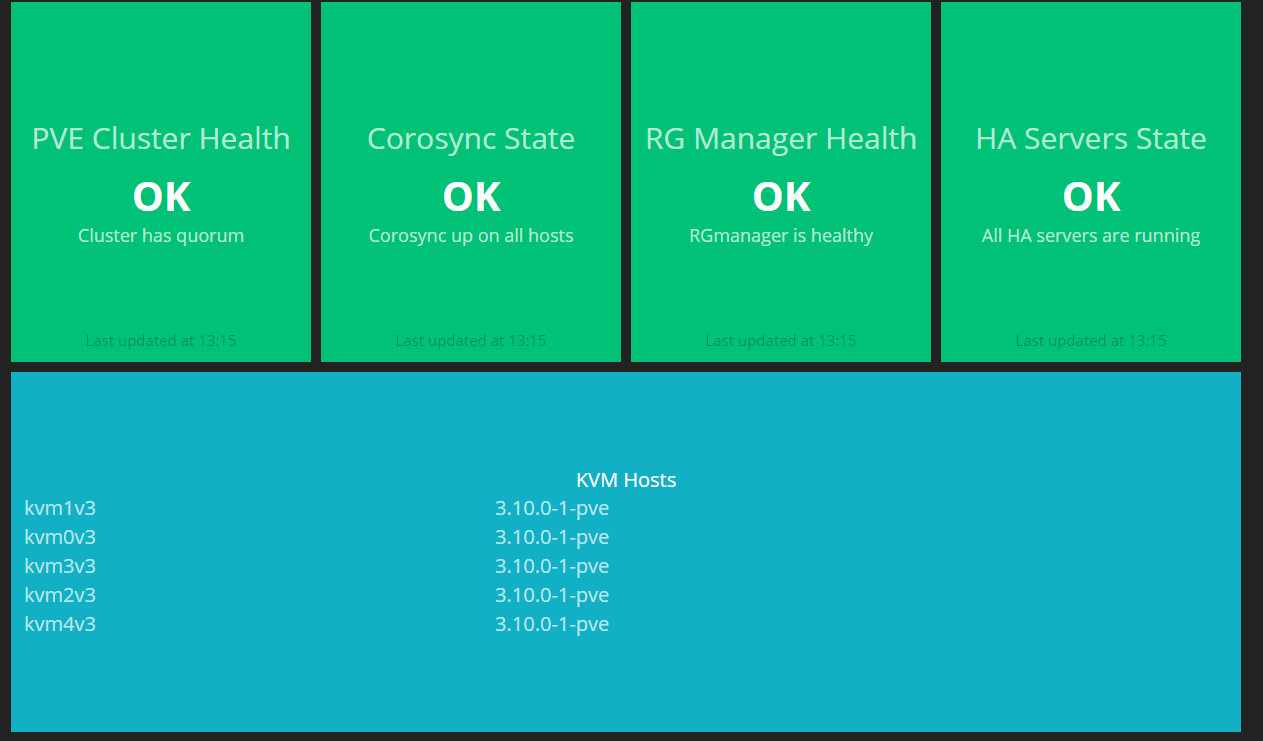 PVE Cluster Health
OK
Cluster has quorum
Last updated at 13:15
Corosync State
OK
Corosync up on all hosts
Last updated at 13:15
RG Manager Health
OK
RGmanager is healthy
Last updated at 13:15
HA Servers State
OK
All HA servers are running
Last updated at 13:15
KVM Hosts
kvm1v3 3.10.0-1-pve
kvm0v3 3.10.0-1-pve
kvm3v3 3.10.0-1-pve
kvm2v3 3.10.0-1-pve
kvm4v3 3.10.0-1-pve